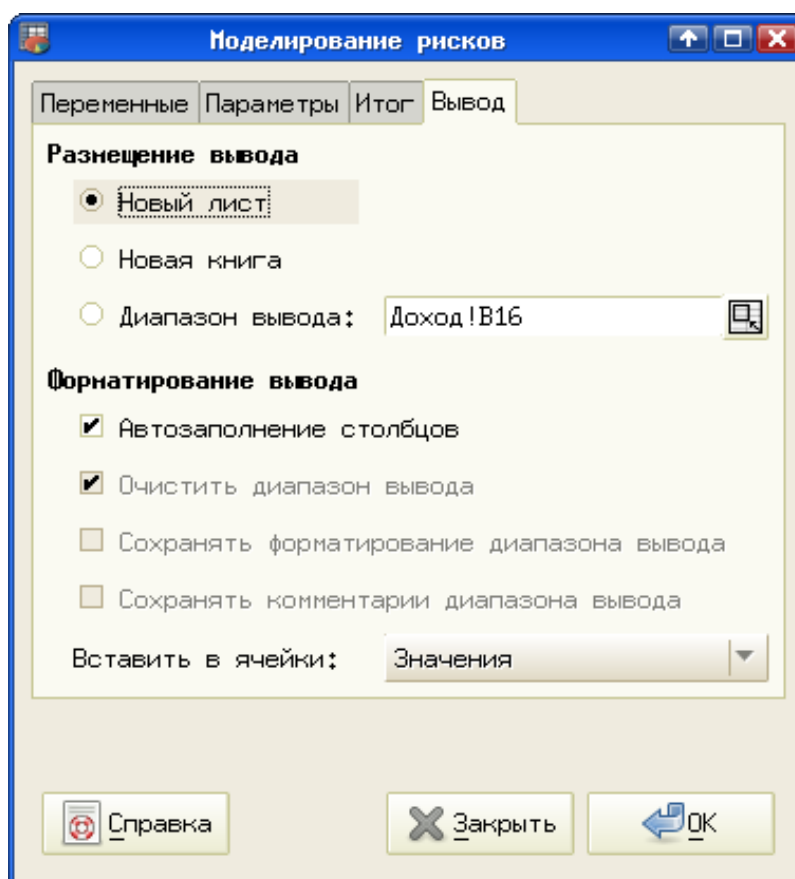 Моделирование рисков
Переменные Параметры Итог Вывод
Размещение вывода
Новый лист
Новая книга
Диапазон вывода: Доход!B16
Форматирование вывода
Автозаполнение столбцов
Очистить диапазон вывода
Сохранять форматирование диапазона вывода
Сохранять комментарии диапазона вывода
Вставить в ячейки: Значения
Справка Закрыть OK